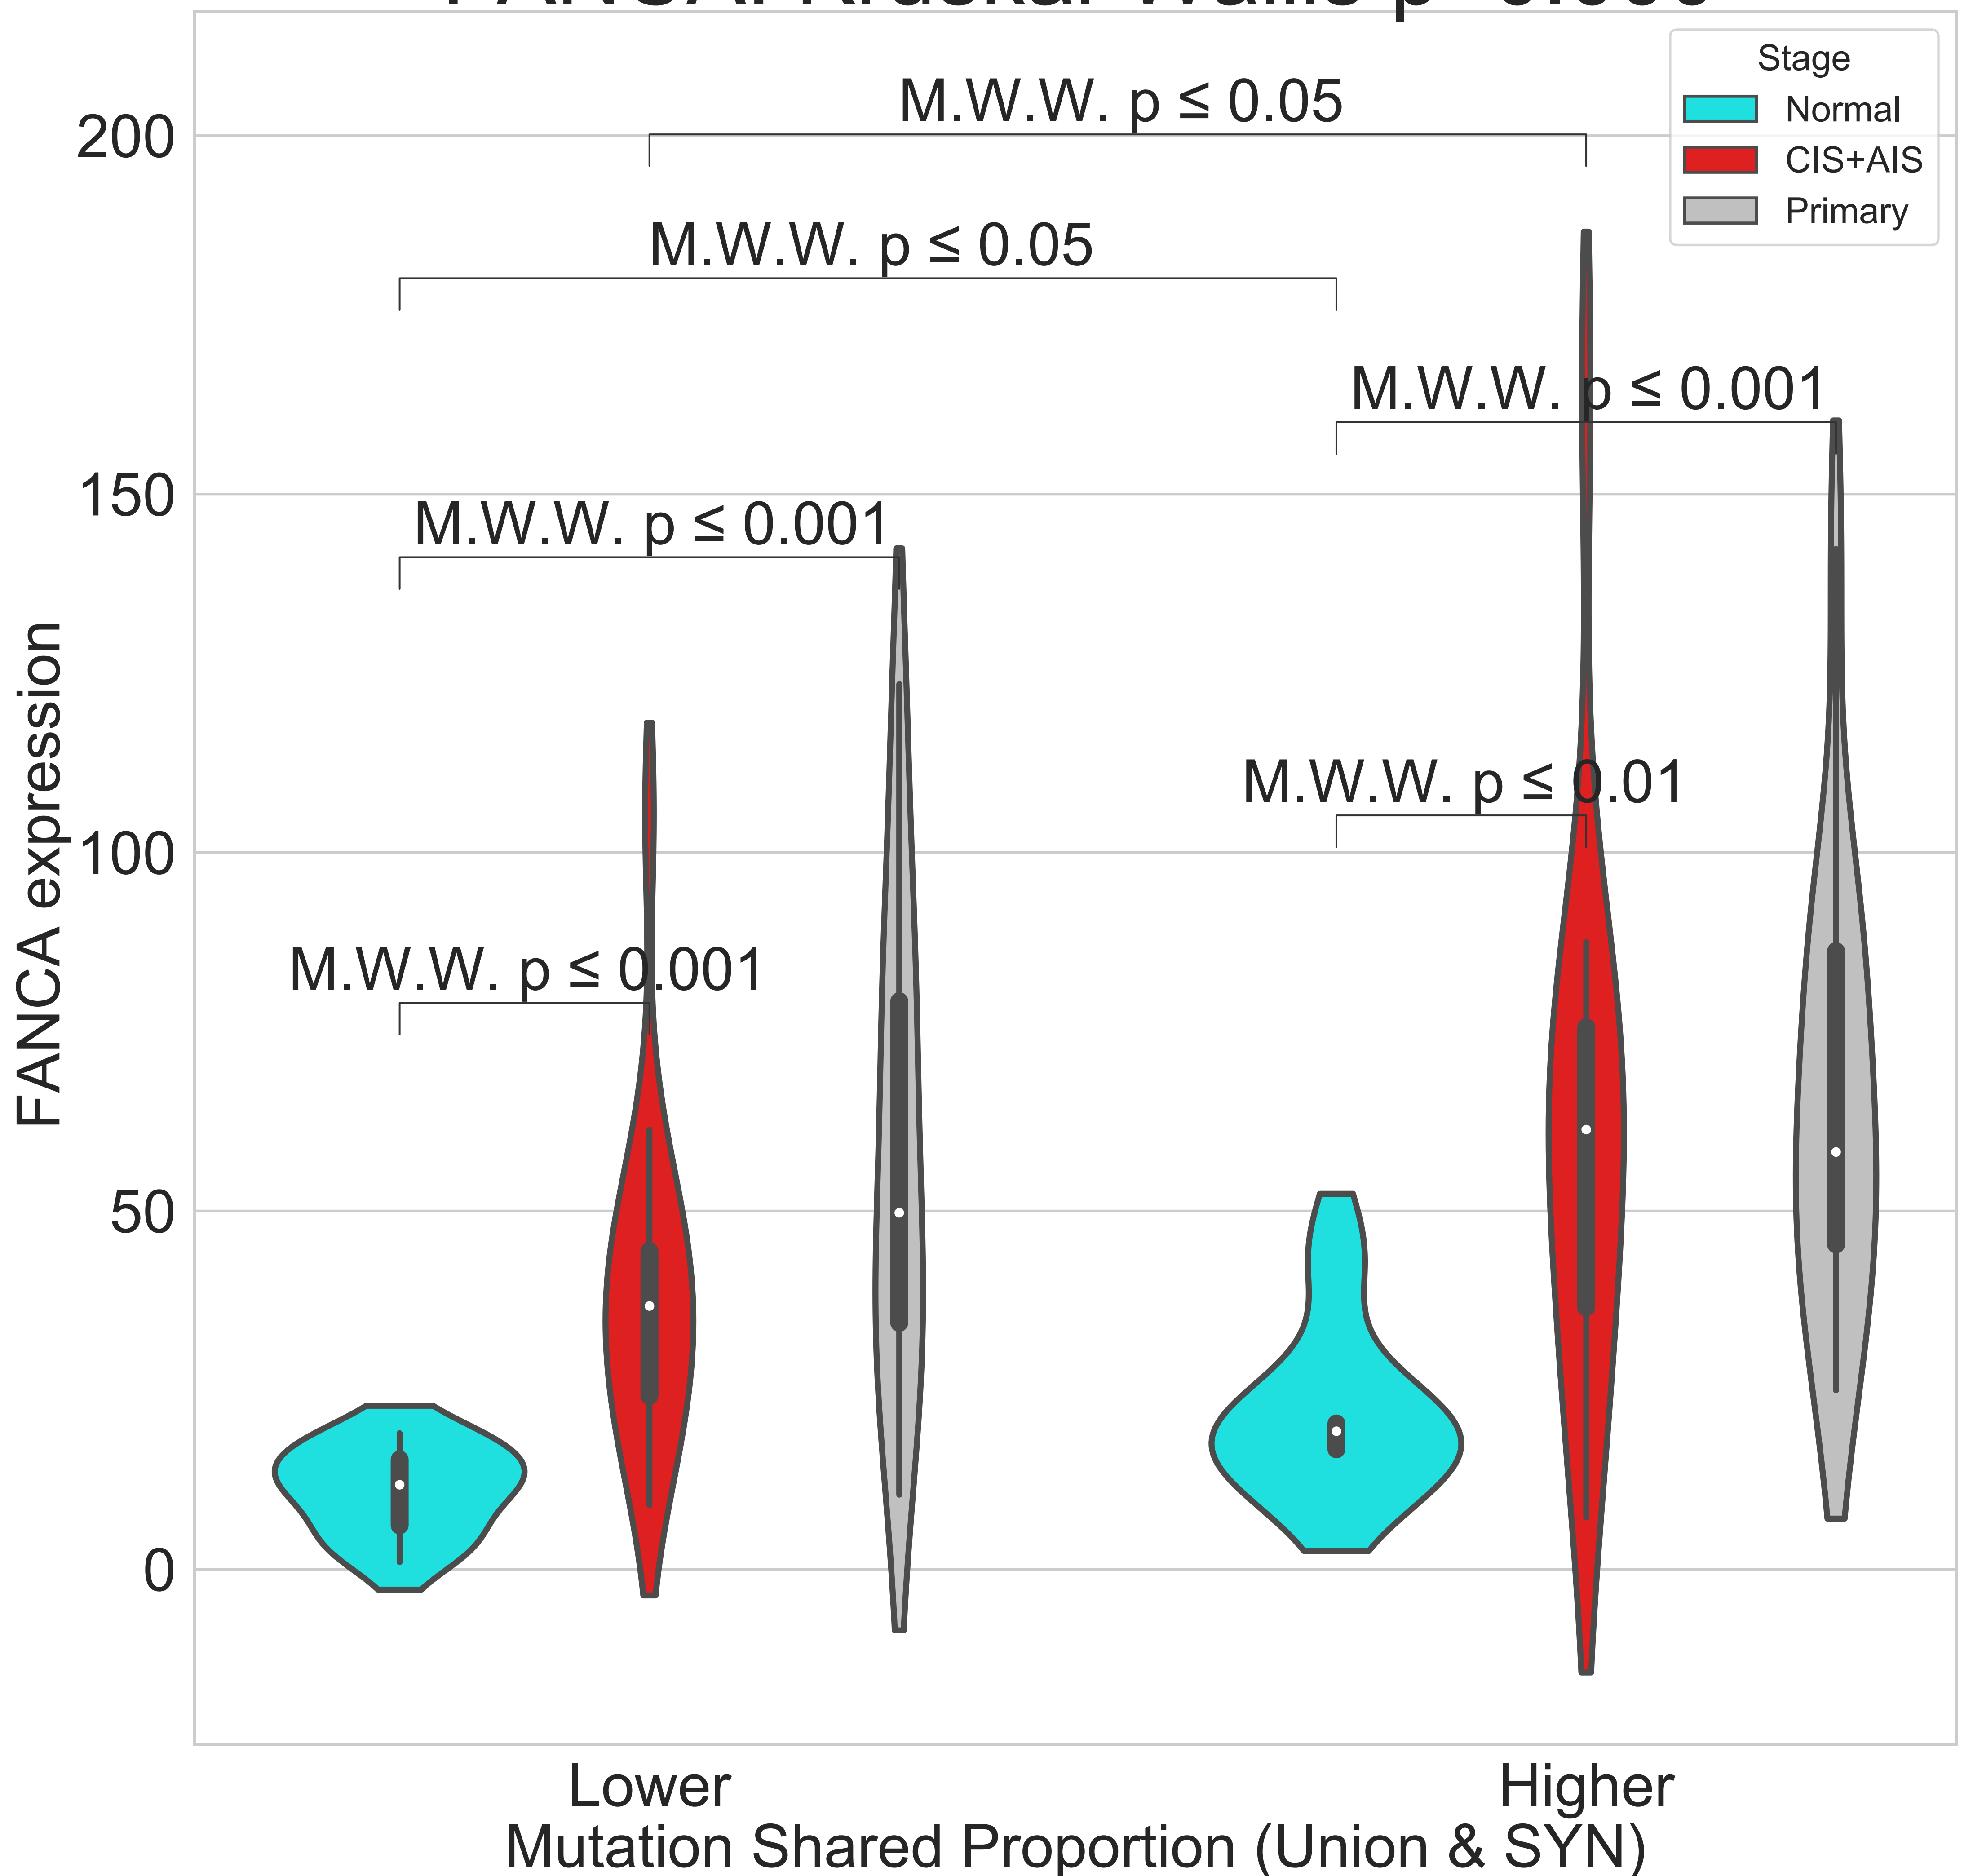 Stage
Normal
CIS+AIS
Primary
M.W.W. p ≤ 0.05
M.W.W. p ≤ 0.05
M.W.W. p ≤ 0.001
M.W.W. p ≤ 0.001
M.W.W. p ≤ 0.01
M.W.W. p ≤ 0.001
200
150
100
50
0
FANCA expression
Lower
Higher
Mutation Shared Proportion (Union & SYN)